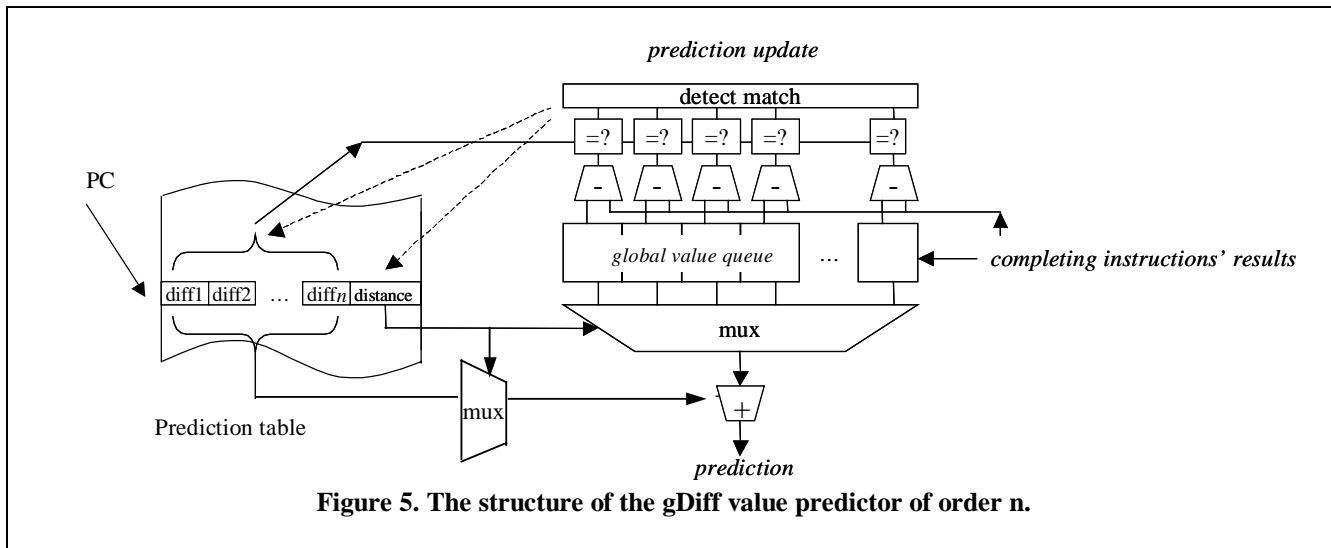 prediction update
detect match
=? =? =? =? =?
PC
- - - - -
global value queue ... completing instructions' results
diff1 diff2 ... diffn distance
mux
mux
+
Prediction table
prediction
Figure 5. The structure of the gDiff value predictor of order n.